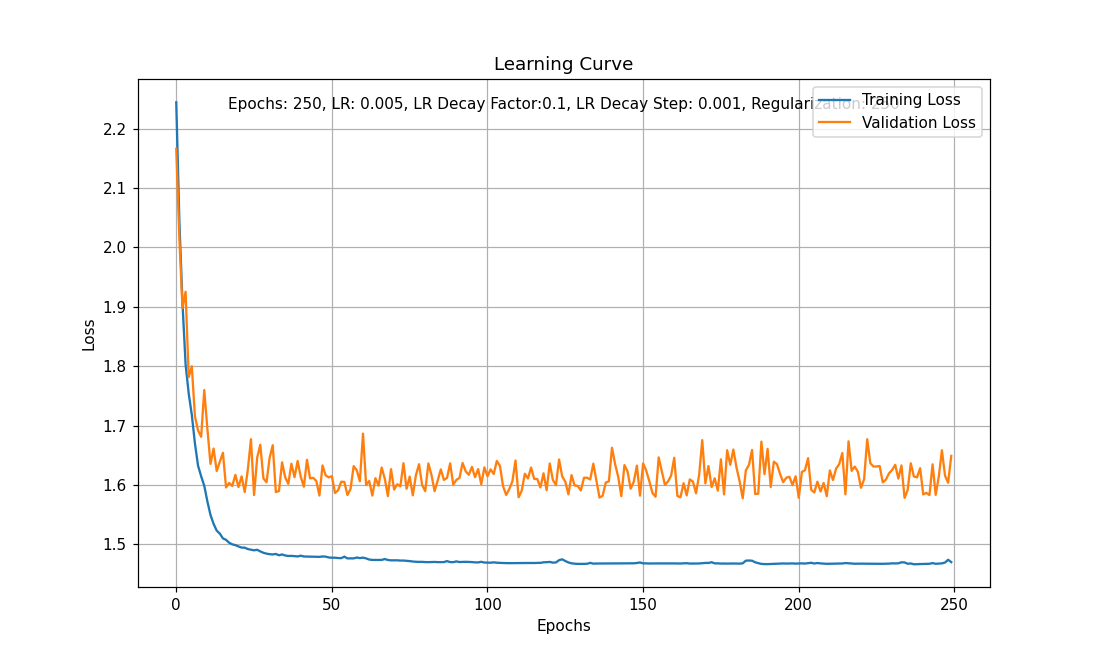 Learning Curve
Epochs: 250, LR: 0.005, LR Decay Factor:0.1, LR Decay Step: 0.001, Regularization: 250
Training Loss
Validation Loss
2.2
2.1
2.0
1.9
1.8
1.7
1.6
1.5
Loss
0 50 100 150 200 250
Epochs